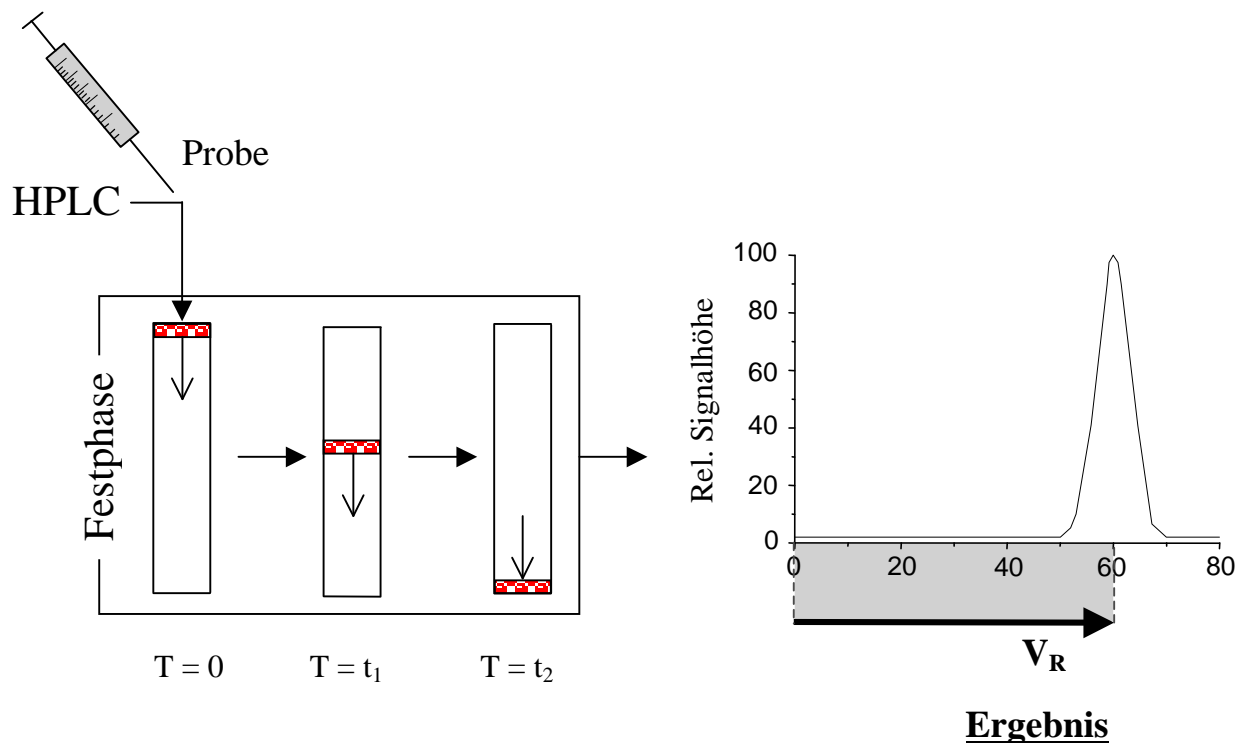 Probe
HPLC
Festphase
T = 0
T = t₁
T = t₂
Rel. Signalhöhe
100
80
60
40
20
0
0 20 40 60 80
V_R
Ergebnis